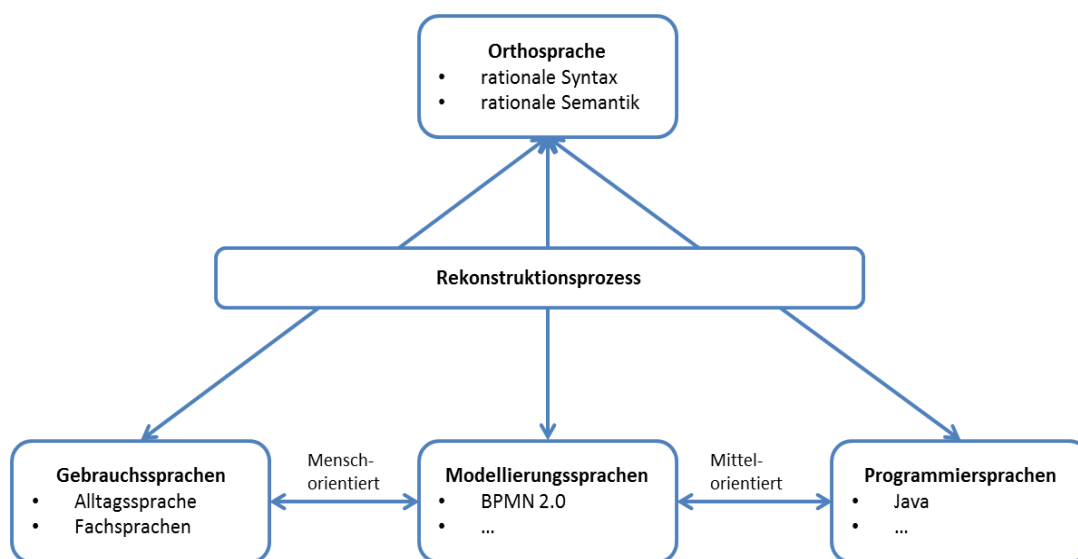 Orthosprache
• rationale Syntax
• rationale Semantik
Rekonstruktionsprozess
Gebrauchssprachen
• Alltagssprache
• Fachsprachen
Mensch-
orientiert
Modellierungssprachen
• BPMN 2.0
• ...
Mittel-
orientiert
Programmiersprachen
• Java
• ...